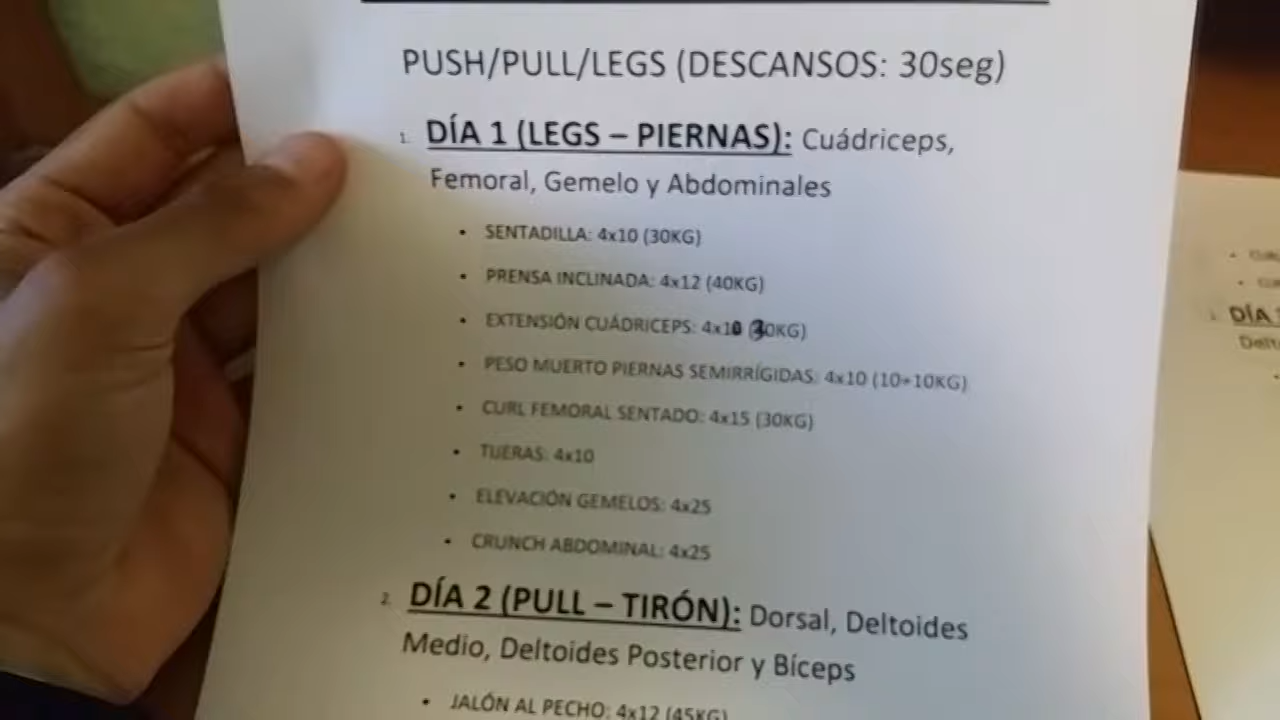 PUSH/PULL/LEGS (DESCANSOS: 30seg)
1. DÍA 1 (LEGS – PIERNAS): Cuádriceps,
Femoral, Gemelo y Abdominales
• SENTADILLA: 4x10 (30KG)
• PRENSA INCLINADA: 4x12 (40KG)
• EXTENSIÓN CUÁDRICEPS: 4x10 (30KG)
• PESO MUERTO PIERNAS SEMIRRÍGIDAS: 4x10 (10+10KG)
• CURL FEMORAL SENTADO: 4x15 (30KG)
• TIJERAS: 4x10
• ELEVACIÓN GEMELOS: 4x25
• CRUNCH ABDOMINAL: 4x25
2. DÍA 2 (PULL – TIRÓN): Dorsal, Deltoides
Medio, Deltoides Posterior y Bíceps
• JALÓN AL PECHO: 4x12 (45KG)
DÍA